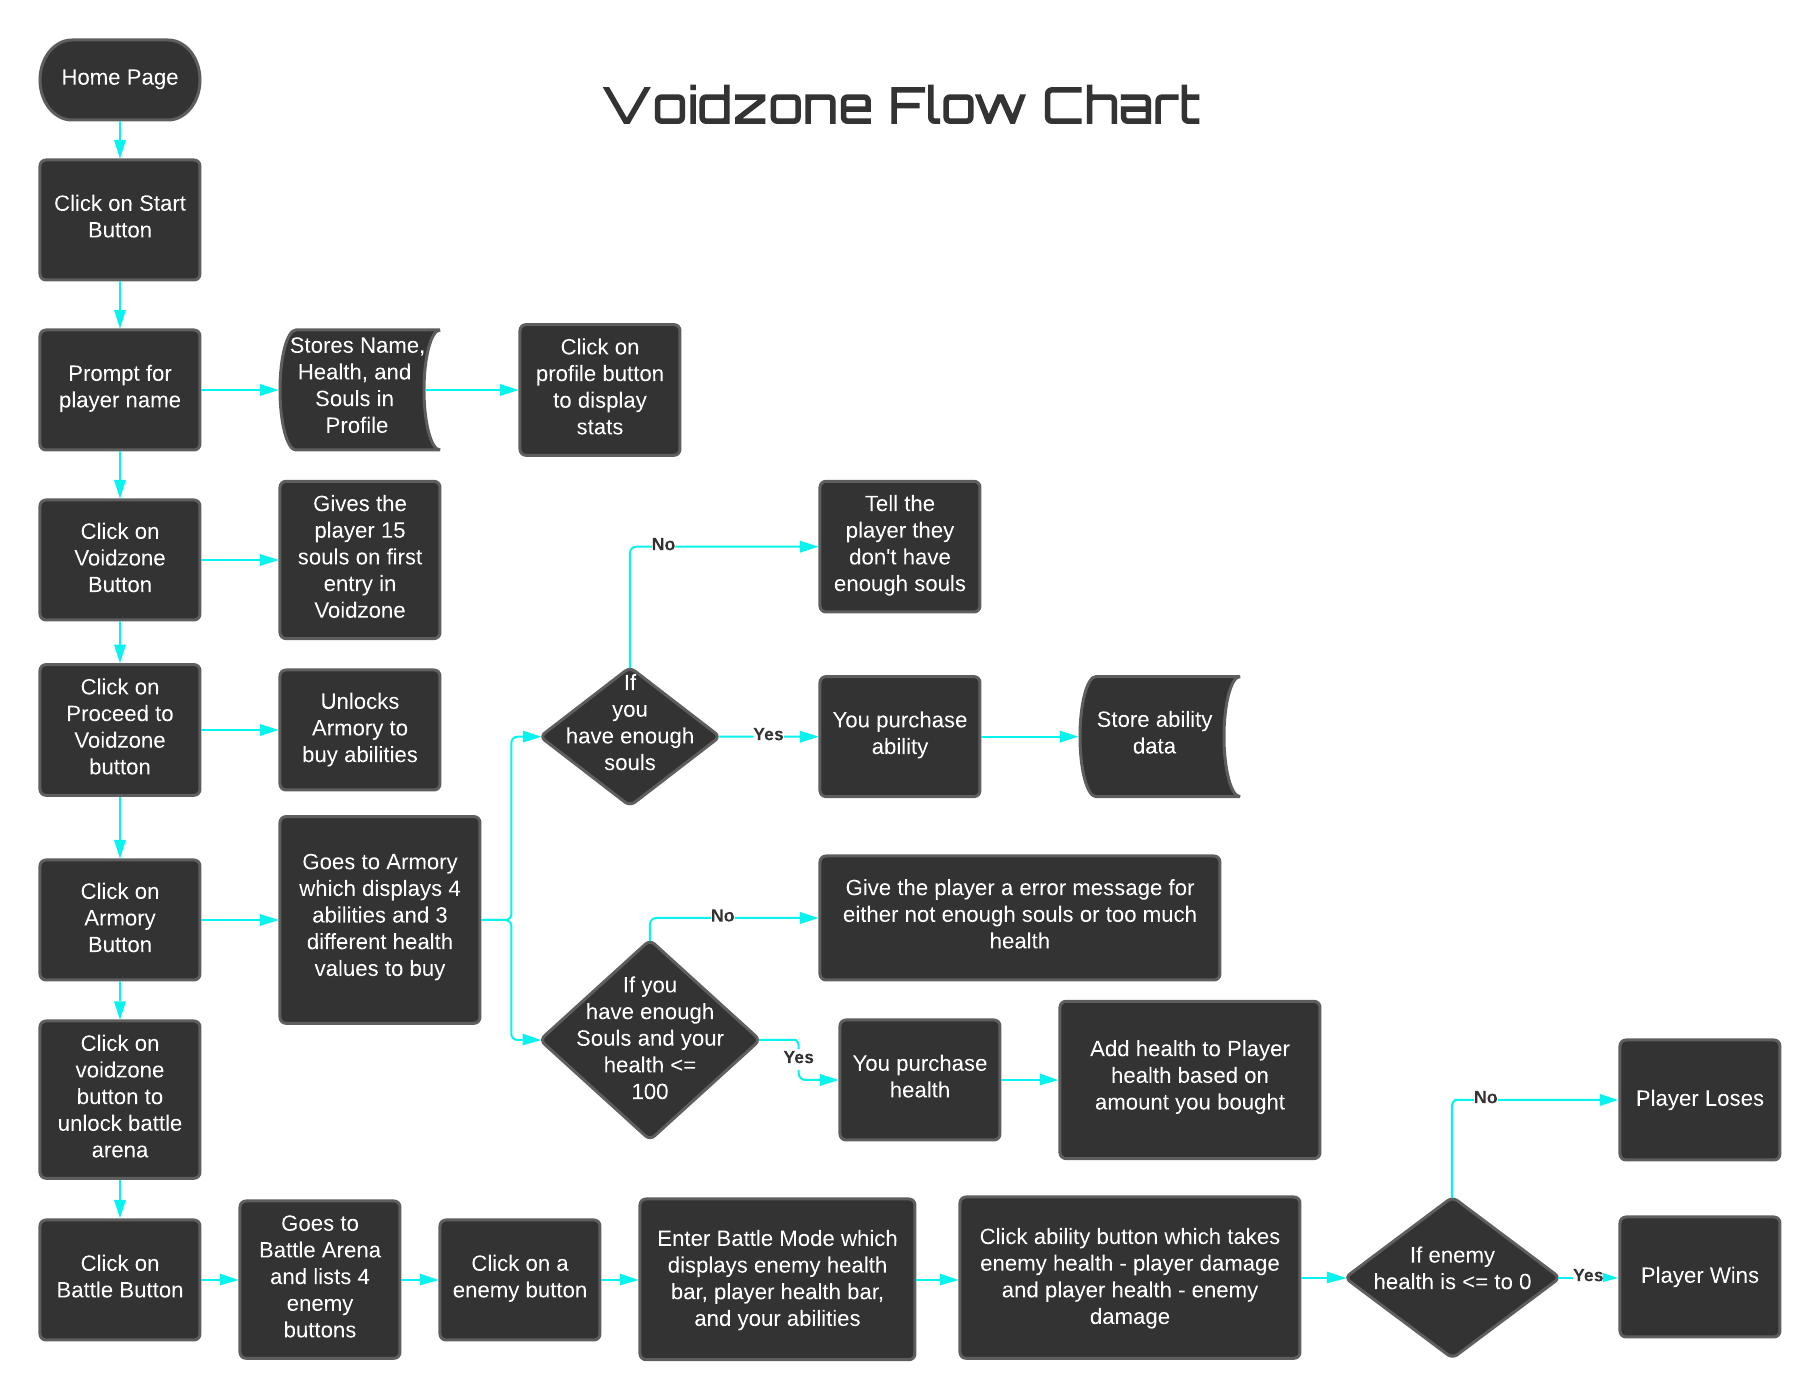 Voidzone Flow Chart
Home Page
Click on Start
Button
Prompt for
player name
Stores Name,
Health, and
Souls in
Profile
Click on
profile button
to display
stats
Click on
Voidzone
Button
Gives the
player 15
souls on first
entry in
Voidzone
Click on
Proceed to
Voidzone
button
Unlocks
Armory to
buy abilities
Click on
Armory
Button
Goes to Armory
which displays 4
abilities and 3
different health
values to buy
If
you
have enough
souls
No
Tell the
player they
don't have
enough souls
Yes
You purchase
ability
Store ability
data
If you
have enough
Souls and your
health <=
100
No
Give the player a error message for
either not enough souls or too much
health
Yes
You purchase
health
Add health to Player
health based on
amount you bought
Click on
voidzone
button to
unlock battle
arena
Click on
Battle Button
Goes to
Battle Arena
and lists 4
enemy
buttons
Click on a
enemy button
Enter Battle Mode which
displays enemy health
bar, player health bar,
and your abilities
Click ability button which takes
enemy health - player damage
and player health - enemy
damage
If enemy
health is <= to 0
No
Player Loses
Yes
Player Wins